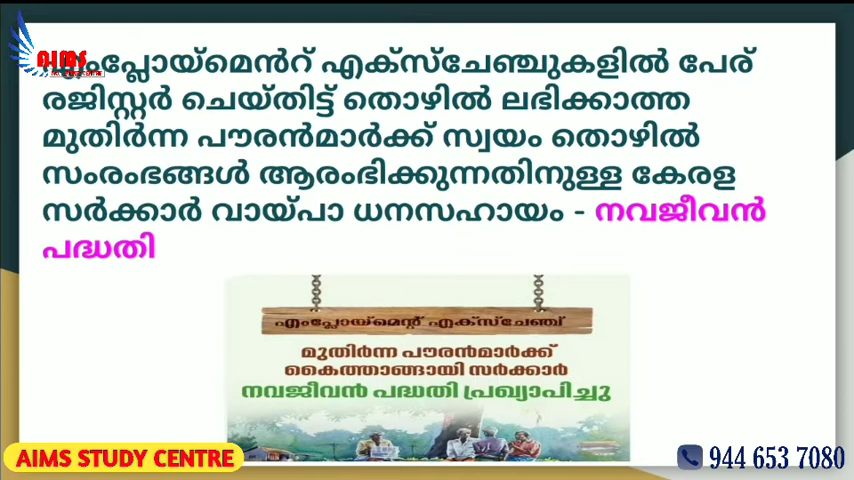 AIMS
എംപ്ലോയ്മെൻറ് എക്സ്ചേഞ്ചുകളിൽ പേര്
രജിസ്റ്റർ ചെയ്തിട്ട് തൊഴിൽ ലഭിക്കാത്ത
മുതിർന്ന പൗരൻമാർക്ക് സ്വയം തൊഴിൽ
സംരംഭങ്ങൾ ആരംഭിക്കുന്നതിനുള്ള കേരള
സർക്കാർ വായ്പാ ധനസഹായം - നവജീവൻ
പദ്ധതി
എംപ്ലോയ്മെന്റ് എക്സ്ചേഞ്ച്
മുതിർന്ന പൗരൻമാർക്ക്
കൈത്താങ്ങായി സർക്കാർ
നവജീവൻ പദ്ധതി പ്രഖ്യാപിച്ചു
AIMS STUDY CENTRE
944 653 7080